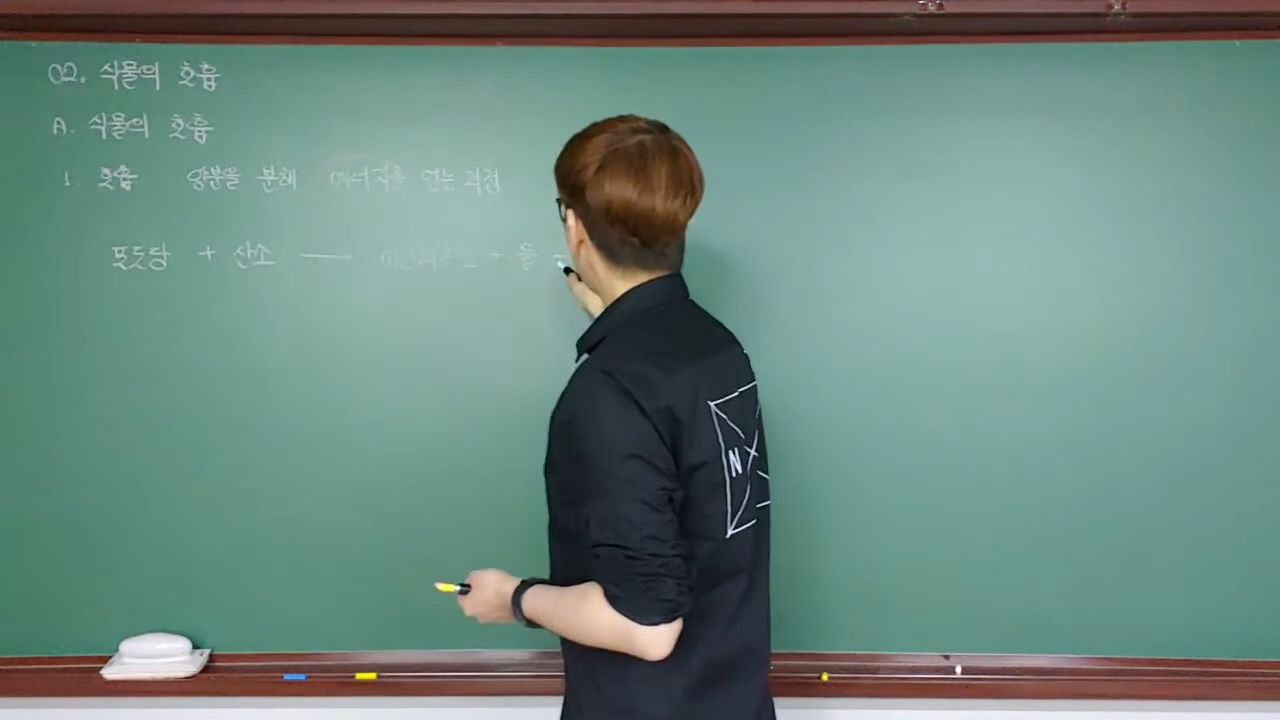 02. 식물의 호흡
A. 식물의 호흡
1. 호흡 양분을 분해 에너지를 얻는 과정
포도당 + 산소 — 이산화탄소 + 물
N